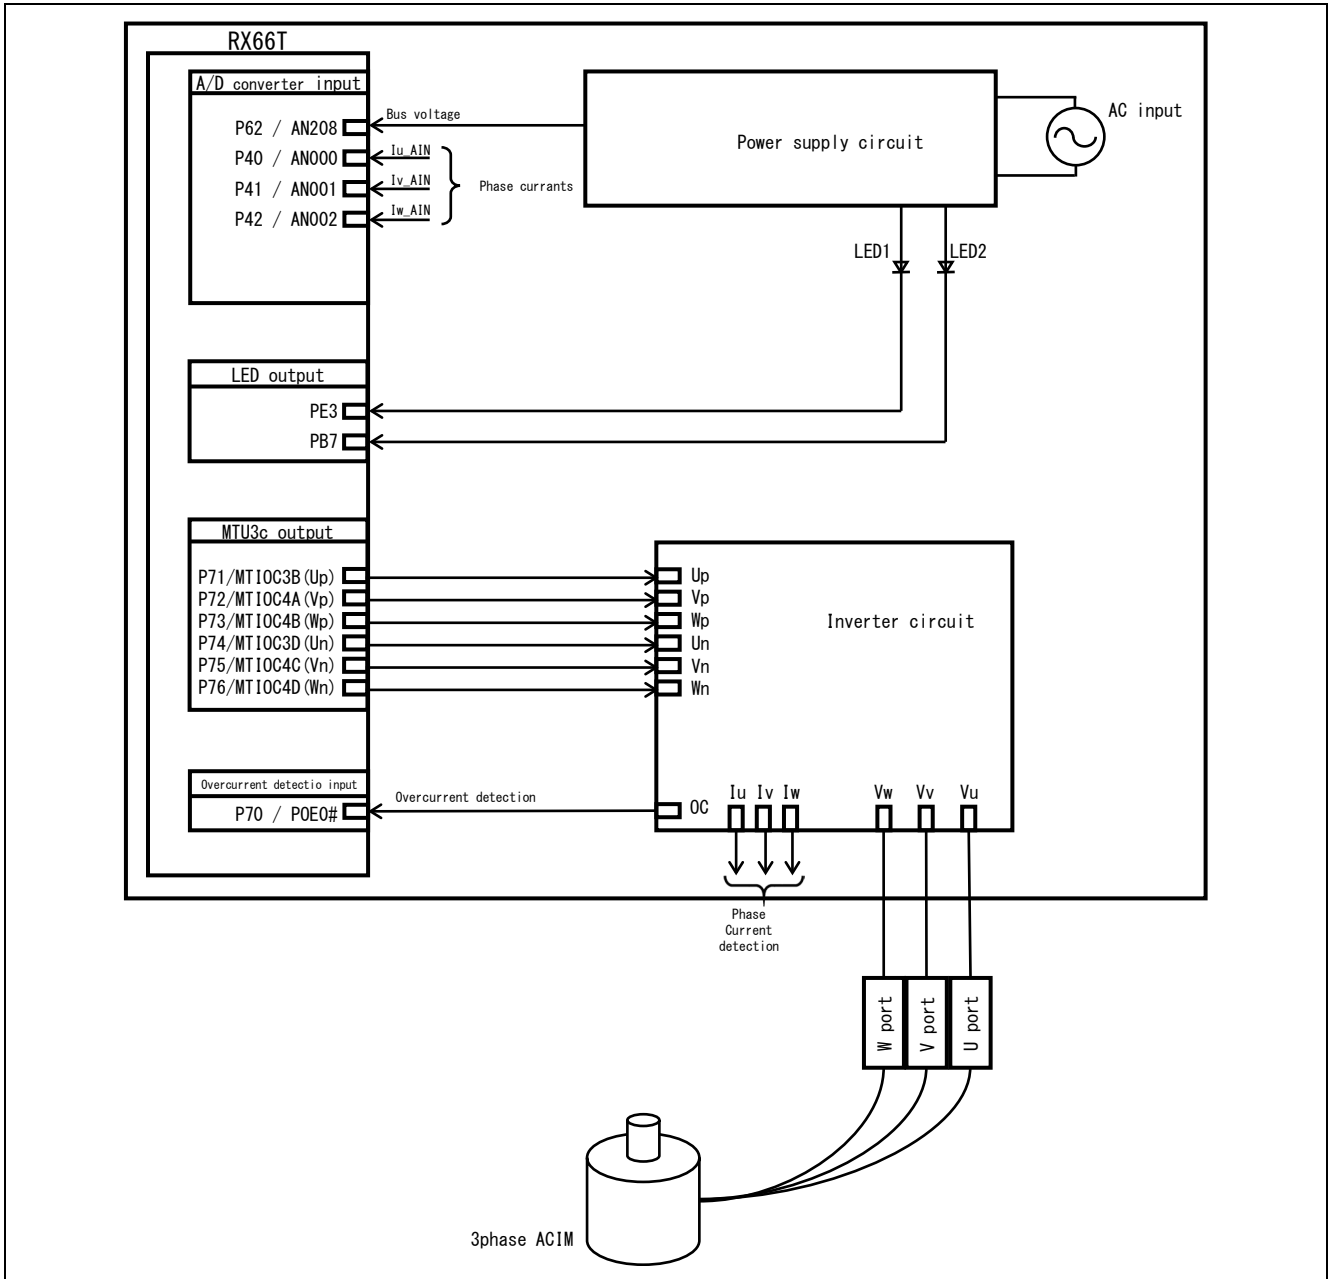 RX66T
A/D converter input
P62 / AN208
P40 / AN000
P41 / AN001
P42 / AN002
Bus voltage
Iu_AIN
Iv_AIN
Iw_AIN
Phase currants
Power supply circuit
AC input
LED1
LED2
LED output
PE3
PB7
MTU3c output
P71/MTIOC3B(Up)
P72/MTIOC4A(Vp)
P73/MTIOC4B(Wp)
P74/MTIOC3D(Un)
P75/MTIOC4C(Vn)
P76/MTIOC4D(Wn)
Up
Vp
Wp
Un
Vn
Wn
Inverter circuit
Overcurrent detectio input
P70 / POE0#
Overcurrent detection
OC
Iu
Iv
Iw
Vw
Vv
Vu
Phase
Current
detection
W port
V port
U port
3phase ACIM